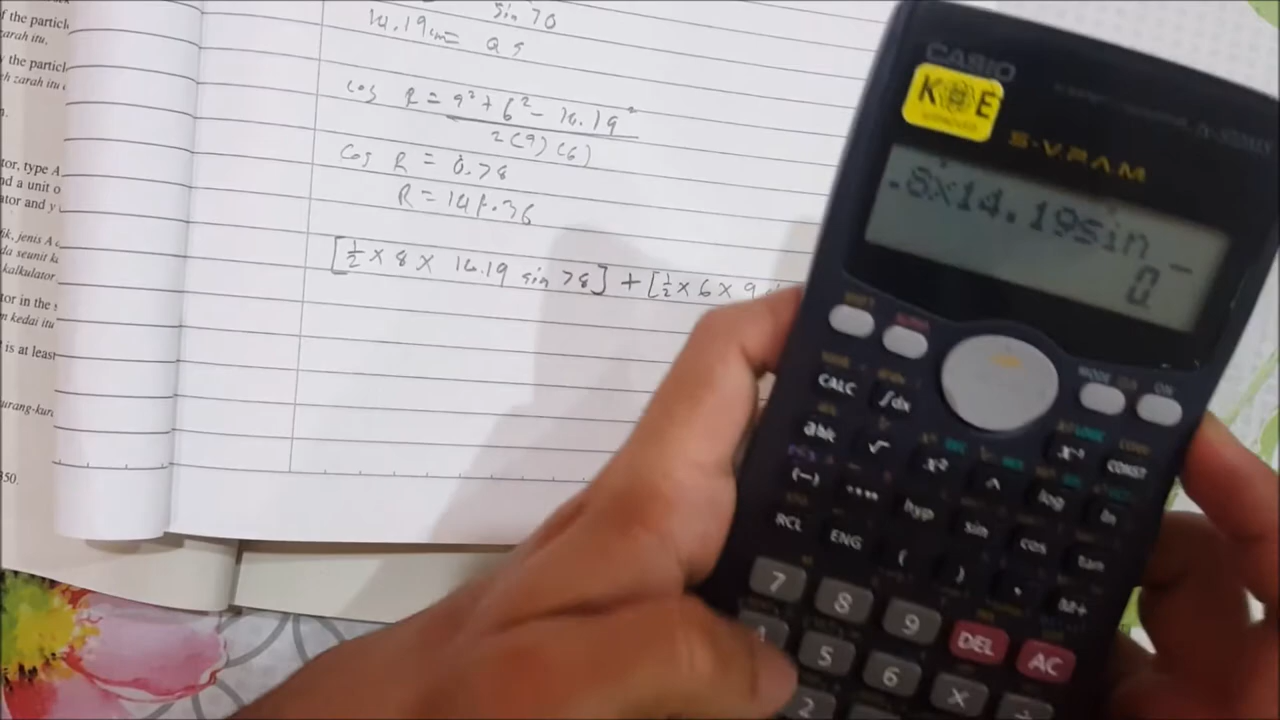 f the particl
zarah itu,
y the particl
h zarah itu
tor, type A
nd a unit o
ator and y
ik, jenis A
da seunit k
kalkulator
tor in the s
n kedai itu
is at least
urang-kur
350.
sin 70
14.19cm = QS
cos R = 9² + 6² - 14.19²
2(9)(6)
cos R = 0.78
R = 141.36
[½ × 8 × 14.19 sin 78] + [½ × 6 × 9
CASIO
K E
S-V.P.A.M
.8x14.19sin
0.
SHIFT
ALPHA
MODE
ON
CALC
∫dx
x⁻¹
CONST
√
x²
^
log
ln
(-)
hyp
sin
cos
tan
RCL
ENG
(
)
,
M+
7
8
9
DEL
AC
4
5
6
×
÷
2